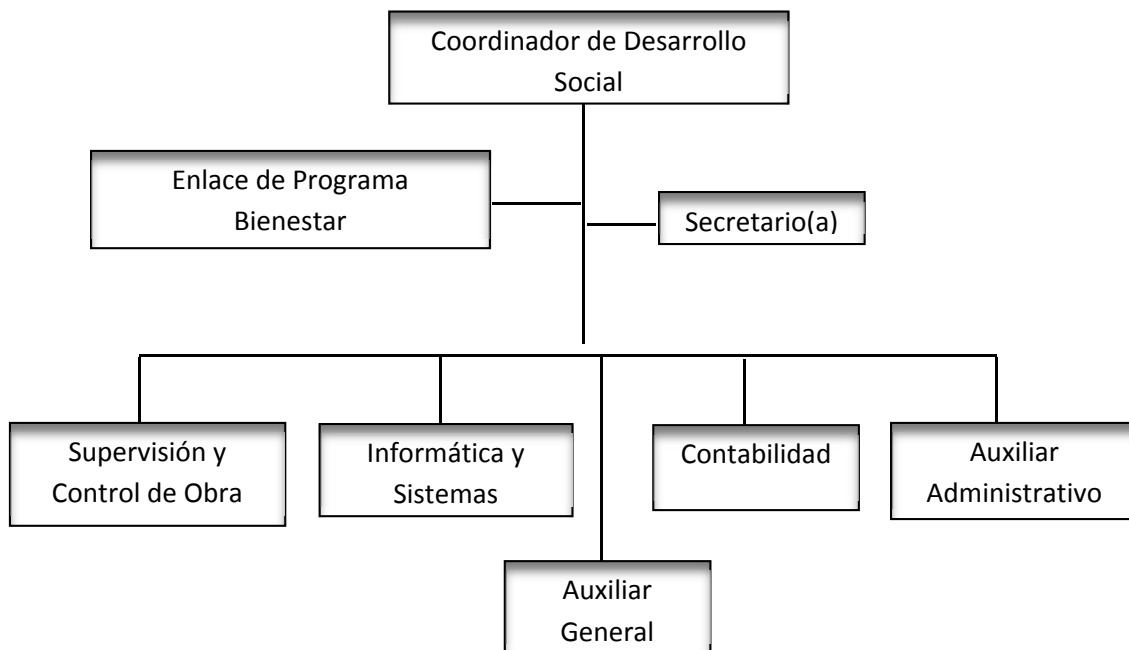 Coordinador de Desarrollo
Social
Enlace de Programa
Bienestar
Secretario(a)
Supervisión y
Control de Obra
Informática y
Sistemas
Contabilidad
Auxiliar
Administrativo
Auxiliar
General